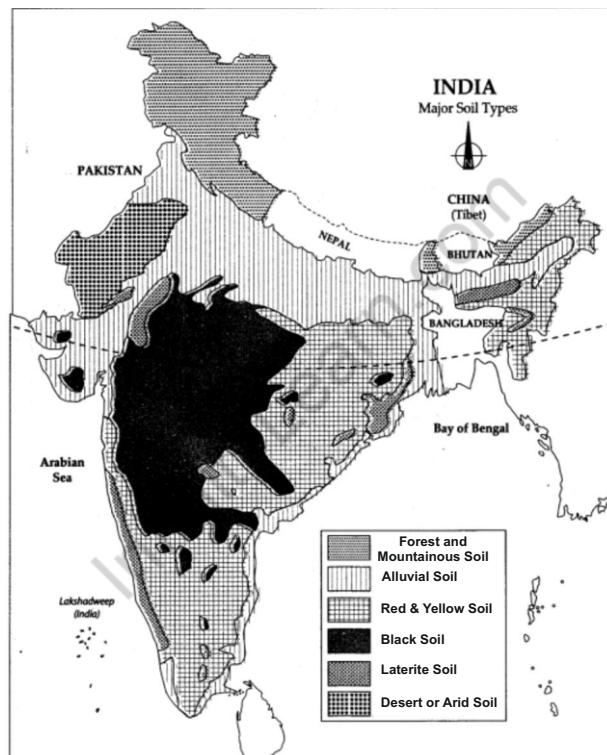 INDIA
Major Soil Types
N
PAKISTAN
CHINA
(Tibet)
NEPAL
BHUTAN
BANGLADESH
Arabian
Sea
Bay of Bengal
Lakshadweep
(India)
Forest and
Mountainous Soil
Alluvial Soil
Red & Yellow Soil
Black Soil
Laterite Soil
Desert or Arid Soil